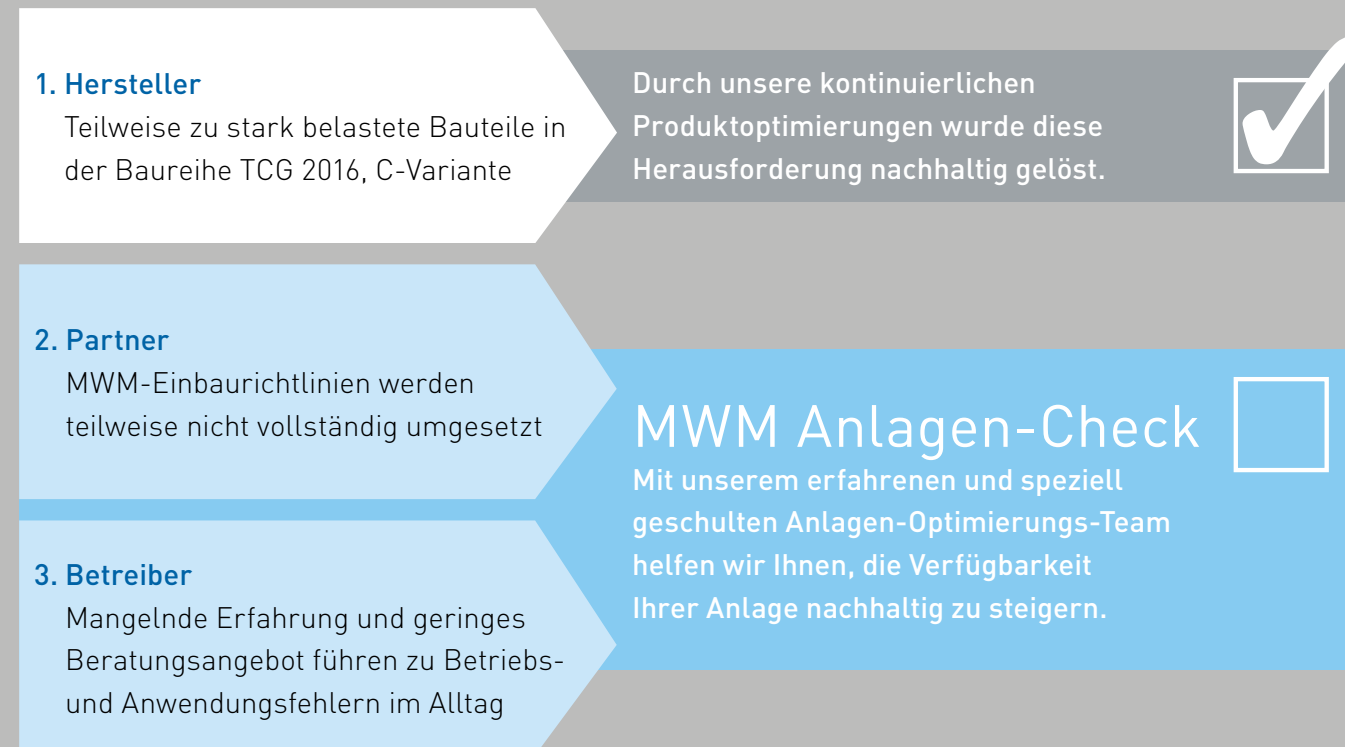 1. Hersteller
Teilweise zu stark belastete Bauteile in
der Baureihe TCG 2016, C-Variante
Durch unsere kontinuierlichen
Produktoptimierungen wurde diese
Herausforderung nachhaltig gelöst.
2. Partner
MWM-Einbaurichtlinien werden
teilweise nicht vollständig umgesetzt
3. Betreiber
Mangelnde Erfahrung und geringes
Beratungsangebot führen zu Betriebs-
und Anwendungsfehlern im Alltag
MWM Anlagen-Check
Mit unserem erfahrenen und speziell
geschulten Anlagen-Optimierungs-Team
helfen wir Ihnen, die Verfügbarkeit
Ihrer Anlage nachhaltig zu steigern.